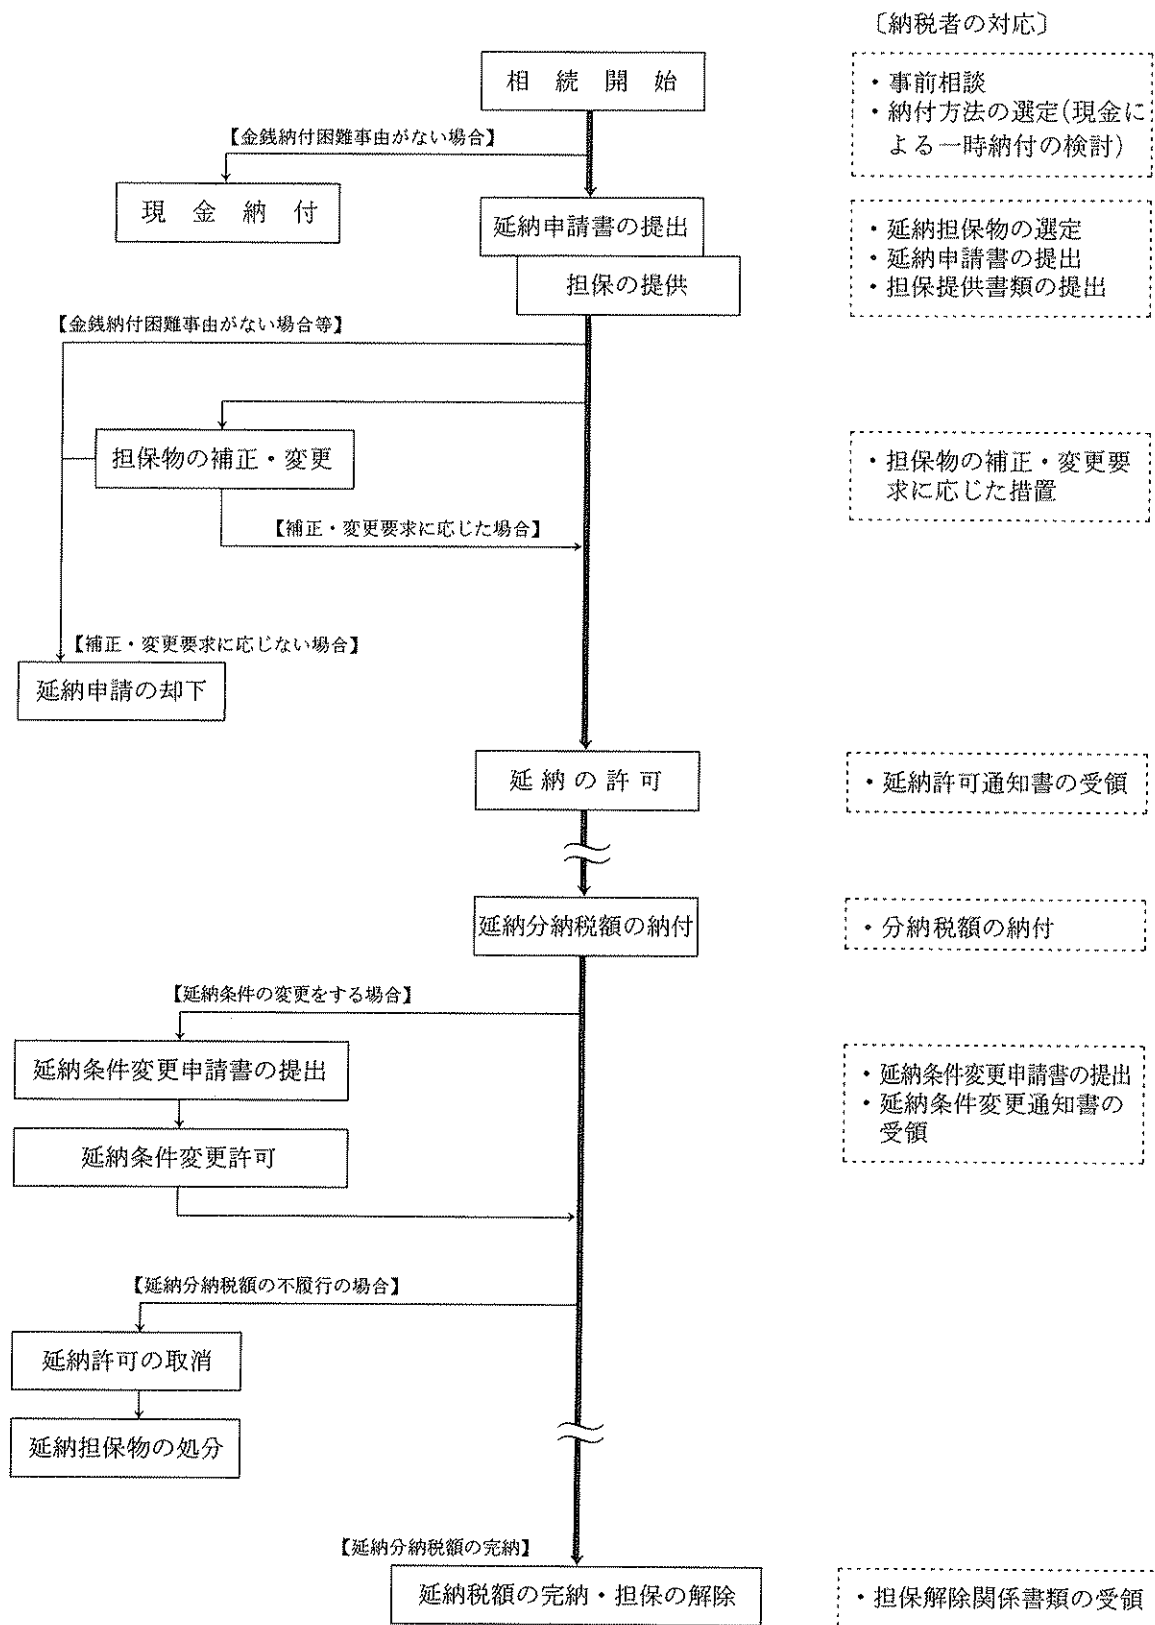 〔納税者の対応〕
相続開始
・事前相談
・納付方法の選定(現金に
よる一時納付の検討)
【金銭納付困難事由がない場合】
現金納付
延納申請書の提出
担保の提供
・延納担保物の選定
・延納申請書の提出
・担保提供書類の提出
【金銭納付困難事由がない場合等】
担保物の補正・変更
・担保物の補正・変更要
求に応じた措置
【補正・変更要求に応じた場合】
【補正・変更要求に応じない場合】
延納申請の却下
延納の許可
・延納許可通知書の受領
延納分納税額の納付
・分納税額の納付
【延納条件の変更をする場合】
延納条件変更申請書の提出
・延納条件変更申請書の提出
・延納条件変更通知書の
受領
延納条件変更許可
【延納分納税額の不履行の場合】
延納許可の取消
延納担保物の処分
【延納分納税額の完納】
延納税額の完納・担保の解除
・担保解除関係書類の受領